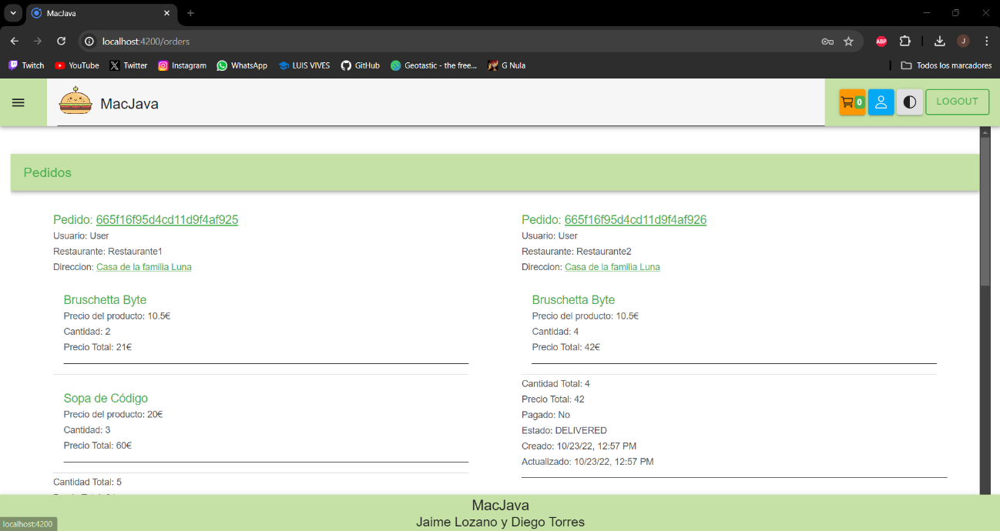 MacJava
localhost:4200/orders
ABP
J
Twitch
YouTube
Twitter
Instagram
WhatsApp
LUIS VIVES
GitHub
Geotastic - the free...
G Nula
Todos los marcadores
MacJava
0
LOGOUT
Pedidos
Pedido: 665f16f95d4cd11d9f4af925
Usuario: User
Restaurante: Restaurante1
Direccion: Casa de la familia Luna
Bruschetta Byte
Precio del producto: 10.5€
Cantidad: 2
Precio Total: 21€
Sopa de Código
Precio del producto: 20€
Cantidad: 3
Precio Total: 60€
Cantidad Total: 5
Pedido: 665f16f95d4cd11d9f4af926
Usuario: User
Restaurante: Restaurante2
Direccion: Casa de la familia Luna
Bruschetta Byte
Precio del producto: 10.5€
Cantidad: 4
Precio Total: 42€
Cantidad Total: 4
Precio Total: 42
Pagado: No
Estado: DELIVERED
Creado: 10/23/22, 12:57 PM
Actualizado: 10/23/22, 12:57 PM
MacJava
Jaime Lozano y Diego Torres
localhost:4200